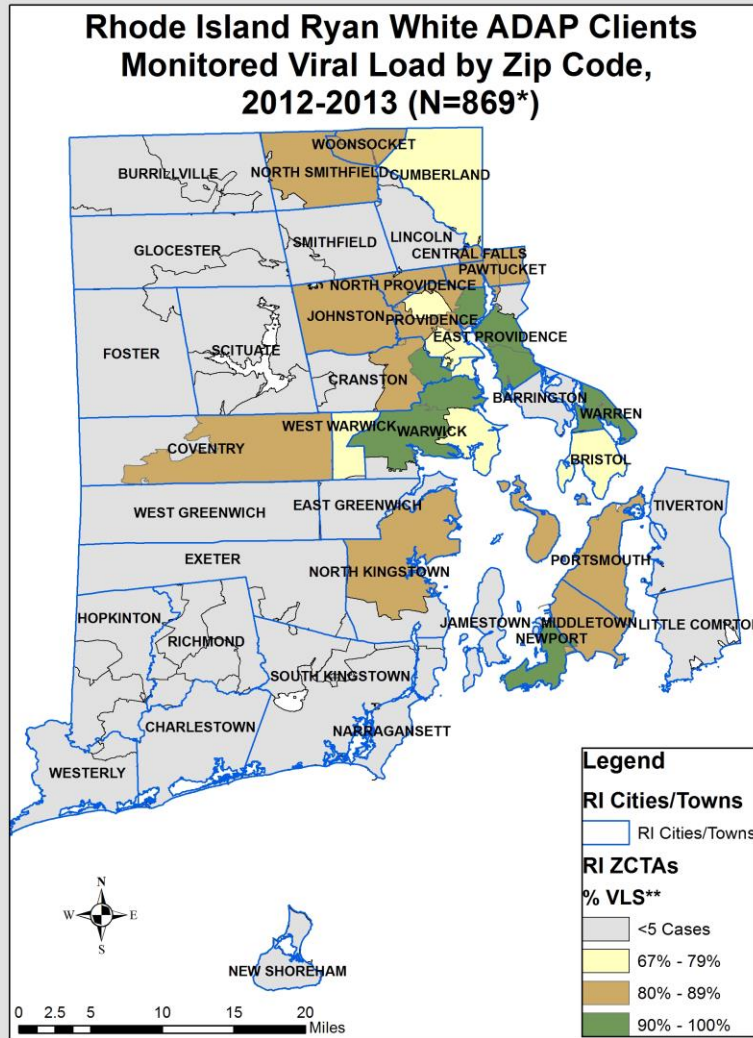 Rhode Island Ryan White ADAP Clients
Monitored Viral Load by Zip Code,
2012-2013 (N=869*)
WOONSOCKET
BURRILLVILLE
NORTH SMITHFIELD
CUMBERLAND
GLOCESTER
SMITHFIELD
LINCOLN
CENTRAL FALLS
PAWTUCKET
NORTH PROVIDENCE
JOHNSTON
PROVIDENCE
EAST PROVIDENCE
FOSTER
SCITUATE
CRANSTON
BARRINGTON
WARREN
WEST WARWICK
WARWICK
COVENTRY
BRISTOL
WEST GREENWICH
EAST GREENWICH
TIVERTON
EXETER
PORTSMOUTH
NORTH KINGSTOWN
HOPKINTON
RICHMOND
JAMESTOWN
MIDDLETOWN
NEWPORT
LITTLE COMPTON
SOUTH KINGSTOWN
CHARLESTOWN
NARRAGANSETT
WESTERLY
NEW SHOREHAM
N
W
E
S
0 2.5 5 10 15 20
Miles
Legend
RI Cities/Towns
RI Cities/Towns
RI ZCTAs
% VLS**
<5 Cases
67% - 79%
80% - 89%
90% - 100%